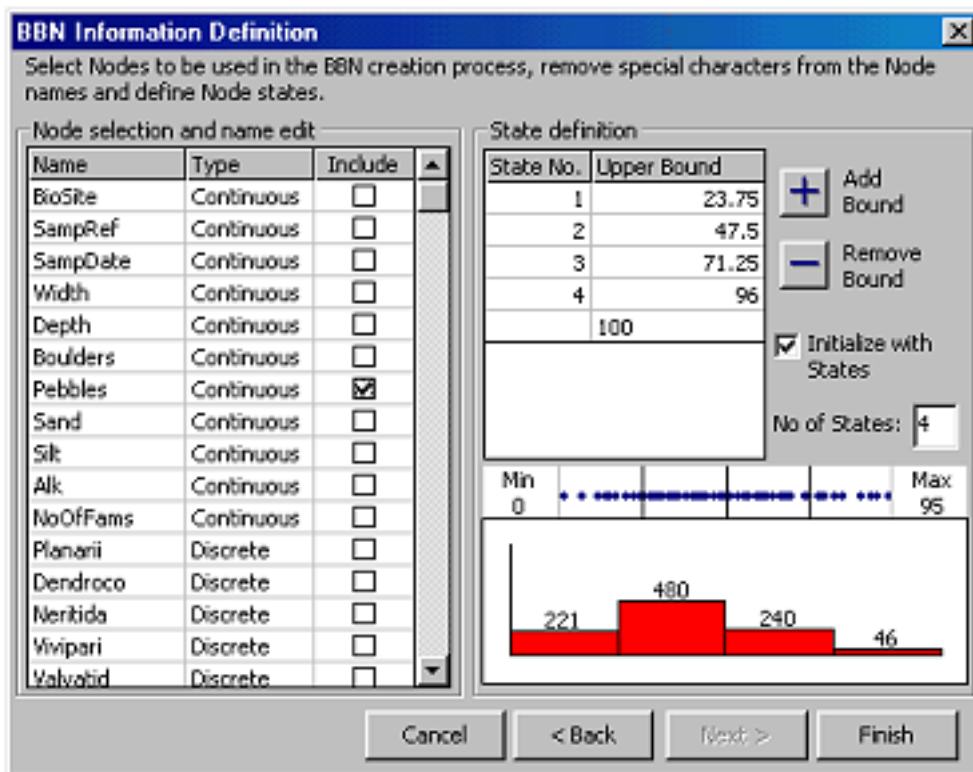 BBN Information Definition
Select Nodes to be used in the BBN creation process, remove special characters from the Node
names and define Node states.
Node selection and name edit
Name Type Include
BioSite Continuous
SampRef Continuous
SampDate Continuous
Width Continuous
Depth Continuous
Boulders Continuous
Pebbles Continuous
Sand Continuous
Silt Continuous
Alk Continuous
NoOfFams Continuous
Planarii Discrete
Dendroco Discrete
Neritida Discrete
Vivipari Discrete
Valvatid Discrete
State definition
State No. Upper Bound
1 23.75
2 47.5
3 71.25
4 96
100
Add
Bound
Remove
Bound
Initialize with
States
No of States: 4
Min
0
Max
95
221
480
240
46
Cancel
< Back
Next >
Finish